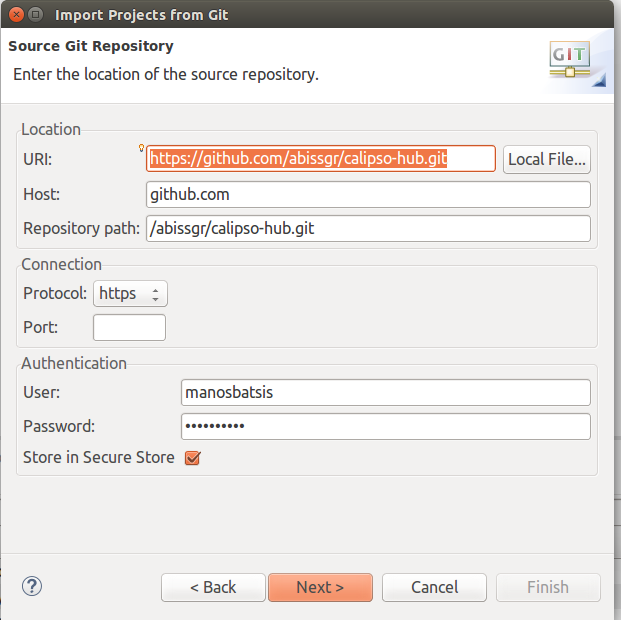 Import Projects from Git
Source Git Repository
Enter the location of the source repository.
GIT
Location
URI: https://github.com/abissgr/calipso-hub.git Local File...
Host: github.com
Repository path: /abissgr/calipso-hub.git
Connection
Protocol: https
Port:
Authentication
User: manosbatsis
Password: ••••••••••
Store in Secure Store
< Back Next > Cancel Finish